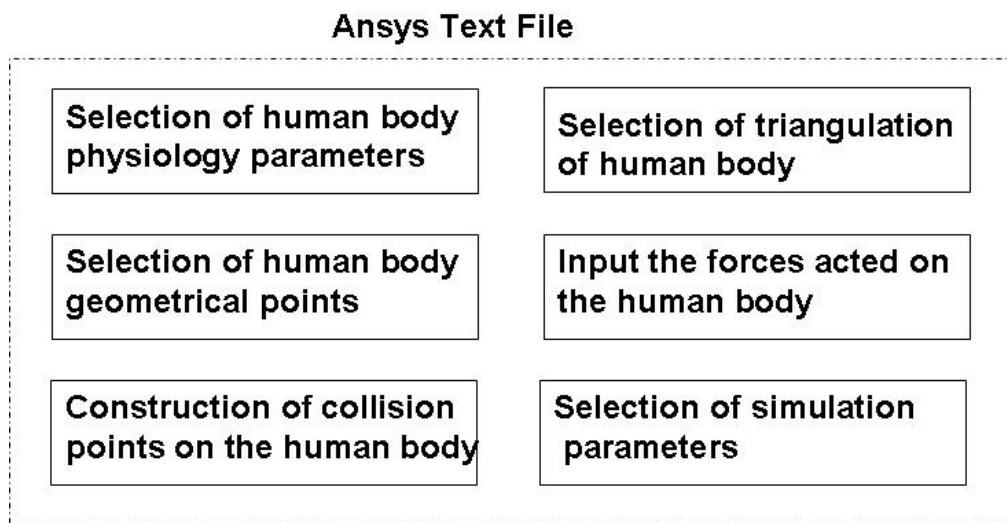 Ansys Text File
Selection of human body
physiology parameters
Selection of triangulation
of human body
Selection of human body
geometrical points
Input the forces acted on
the human body
Construction of collision
points on the human body
Selection of simulation
parameters